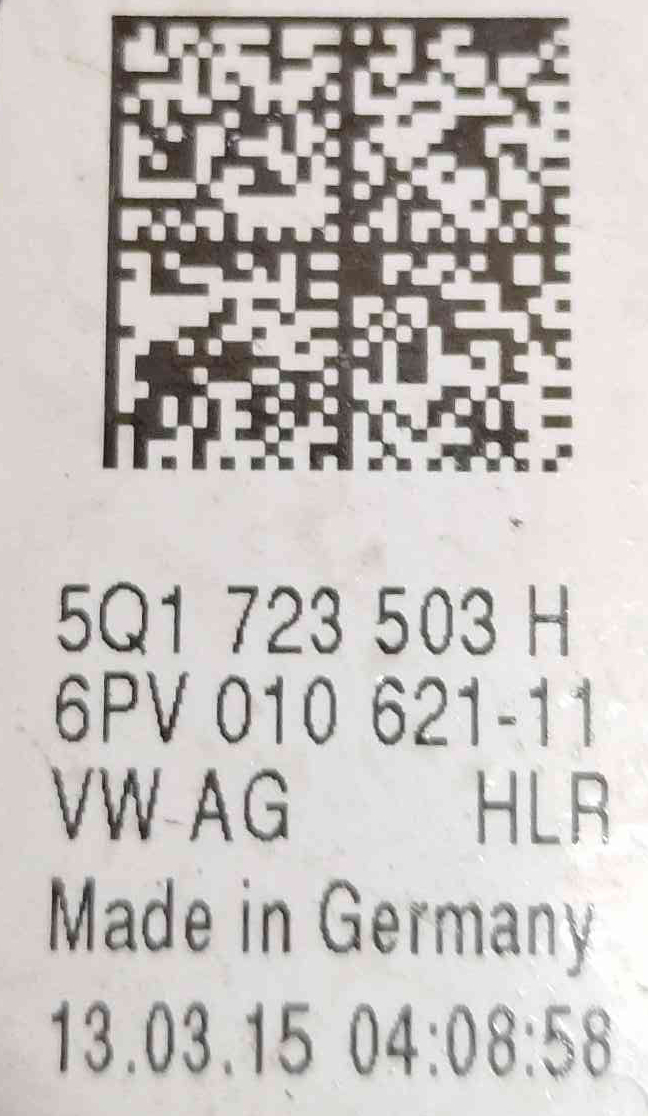 5Q1 723 503 H
6PV 010 621-11
VW AG HLR
Made in Germany
13.03.15 04:08:58